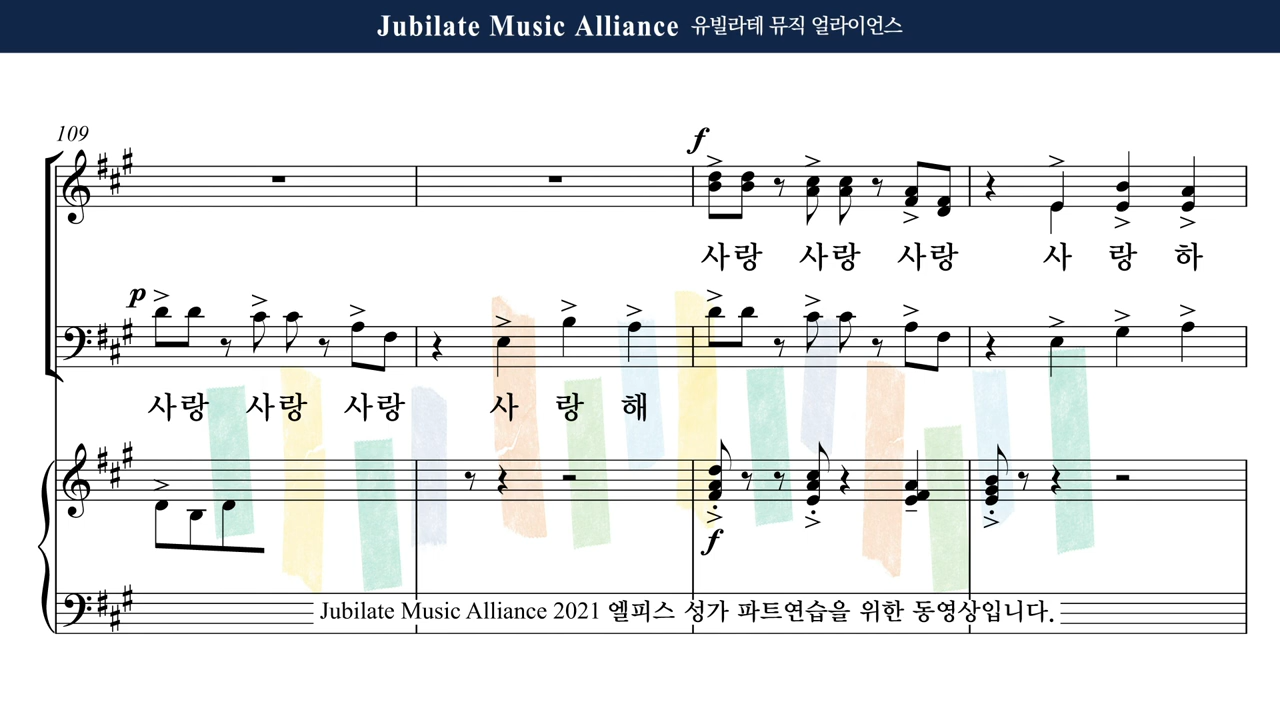 Jubilate Music Alliance 유빌라테 뮤직 얼라이언스
109
f
사랑 사랑 사랑 사 랑 하
p
사랑 사랑 사랑 사 랑 해
f
Jubilate Music Alliance 2021 엘피스 성가 파트연습을 위한 동영상입니다.